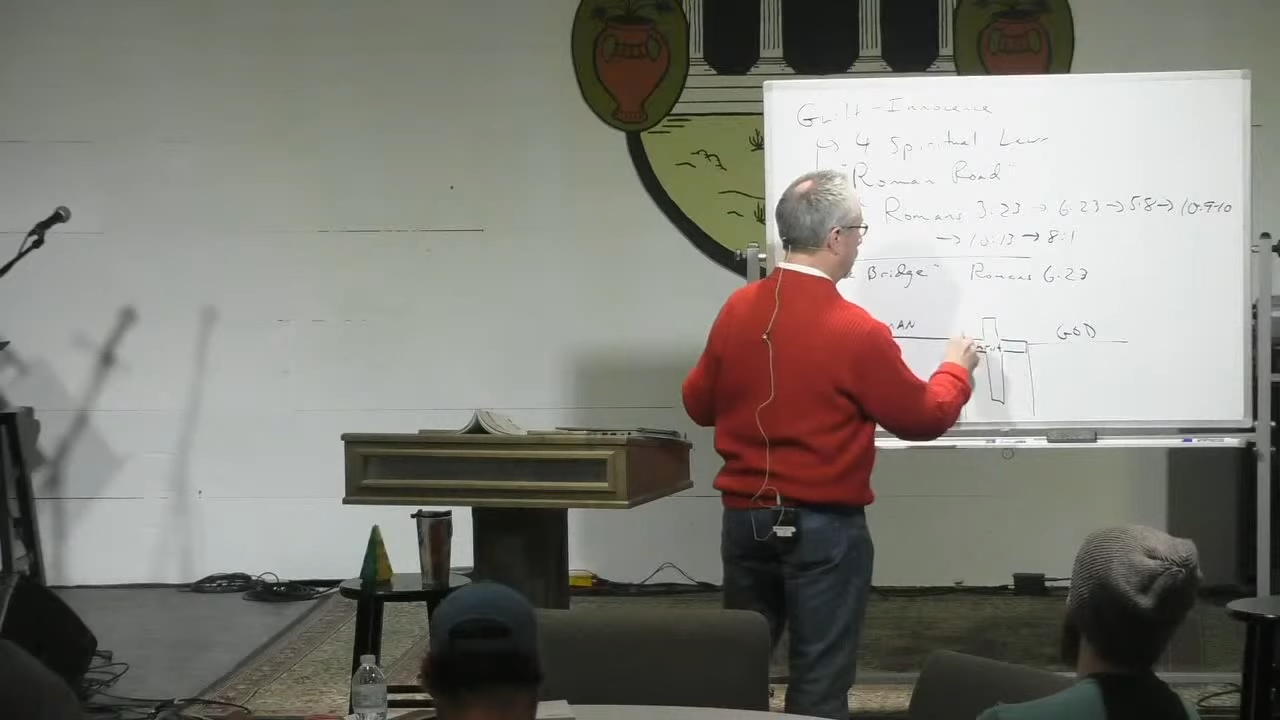 Guilt - Innocence
↳ 4 Spiritual Laws
"Roman Road"
Romans 3:23 → 6:23 → 5:8 → 10:9-10
→ 10:13 → 8:1
Bridge" Romans 6:23
GOD